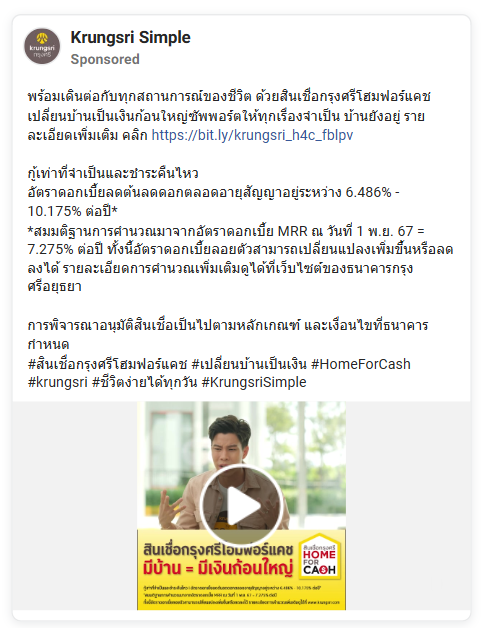 krungsri
กรุงศรี
Krungsri Simple
Sponsored
พร้อมเดินต่อกับทุกสถานการณ์ของชีวิต ด้วยสินเชื่อกรุงศรีโฮมฟอร์แคช
เปลี่ยนบ้านเป็นเงินก้อนใหญ่ซัพพอร์ตให้ทุกเรื่องจำเป็น บ้านยังอยู่ ราย
ละเอียดเพิ่มเติม คลิก https://bit.ly/krungsri_h4c_fblpv
กู้เท่าที่จำเป็นและชำระคืนไหว
อัตราดอกเบี้ยลดต้นลดดอกตลอดอายุสัญญาอยู่ระหว่าง 6.486% -
10.175% ต่อปี*
*สมมติฐานการคำนวณมาจากอัตราดอกเบี้ย MRR ณ วันที่ 1 พ.ย. 67 =
7.275% ต่อปี ทั้งนี้อัตราดอกเบี้ยลอยตัวสามารถเปลี่ยนแปลงเพิ่มขึ้นหรือลด
ลงได้ รายละเอียดการคำนวณเพิ่มเติมดูได้ที่เว็บไซต์ของธนาคารกรุง
ศรีอยุธยา
การพิจารณาอนุมัติสินเชื่อเป็นไปตามหลักเกณฑ์ และเงื่อนไขที่ธนาคาร
กำหนด
#สินเชื่อกรุงศรีโฮมฟอร์แคช #เปลี่ยนบ้านเป็นเงิน #HomeForCash
#krungsri #ชีวิตง่ายได้ทุกวัน #KrungsriSimple
สินเชื่อกรุงศรีโฮมฟอร์แคช
มีบ้าน = มีเงินก้อนใหญ่
สินเชื่อกรุงศรี
HOME
FOR
CASH